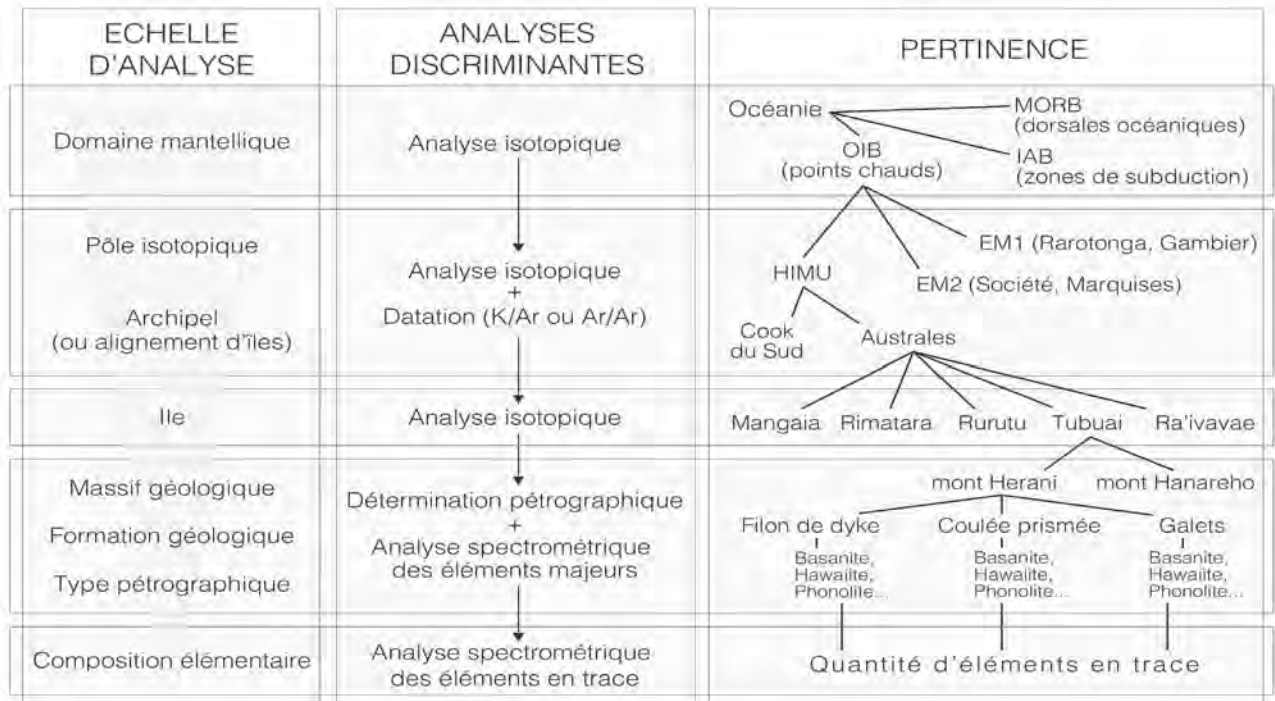 ECHELLE
D'ANALYSE
ANALYSES
DISCRIMINANTES
PERTINENCE
Domaine mantellique
Analyse isotopique
Océanie
MORB
(dorsales océaniques)
OIB
(points chauds)
IAB
(zones de subduction)
Pôle isotopique
Archipel
(ou alignement d'îles)
Analyse isotopique
+
Datation (K/Ar ou Ar/Ar)
EM1 (Rarotonga, Gambier)
HIMU
EM2 (Société, Marquises)
Cook
du Sud
Australes
Ile
Analyse isotopique
Mangaia Rimatara Rurutu Tubuai Ra'ivavae
Massif géologique
Formation géologique
Type pétrographique
Détermination pétrographique
+
Analyse spectrométrique
des éléments majeurs
mont Herani mont Hanareho
Filon de dyke Coulée prismée Galets
Basanite,
Hawaïite,
Phonolite...
Basanite,
Hawaïite,
Phonolite...
Basanite,
Hawaïite,
Phonolite...
Composition élémentaire
Analyse spectrométrique
des éléments en trace
Quantité d'éléments en trace